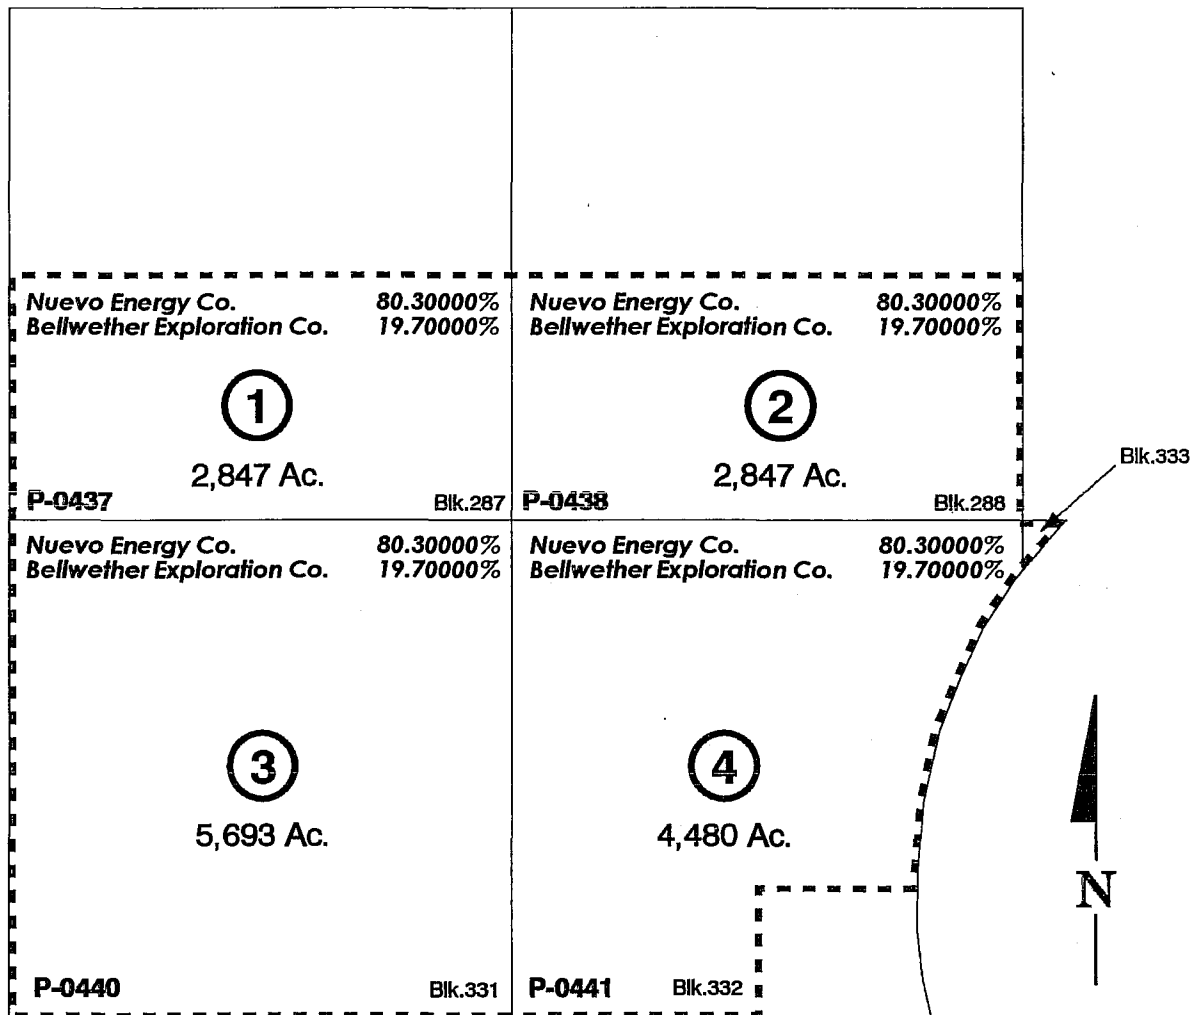 Nuevo Energy Co. 80.30000%
Bellwether Exploration Co. 19.70000%
1
2,847 Ac.
P-0437 Blk.287
Nuevo Energy Co. 80.30000%
Bellwether Exploration Co. 19.70000%
2
2,847 Ac.
P-0438 Blk.288
Blk.333
Nuevo Energy Co. 80.30000%
Bellwether Exploration Co. 19.70000%
3
5,693 Ac.
P-0440 Blk.331
Nuevo Energy Co. 80.30000%
Bellwether Exploration Co. 19.70000%
4
4,480 Ac.
P-0441 Blk.332
N